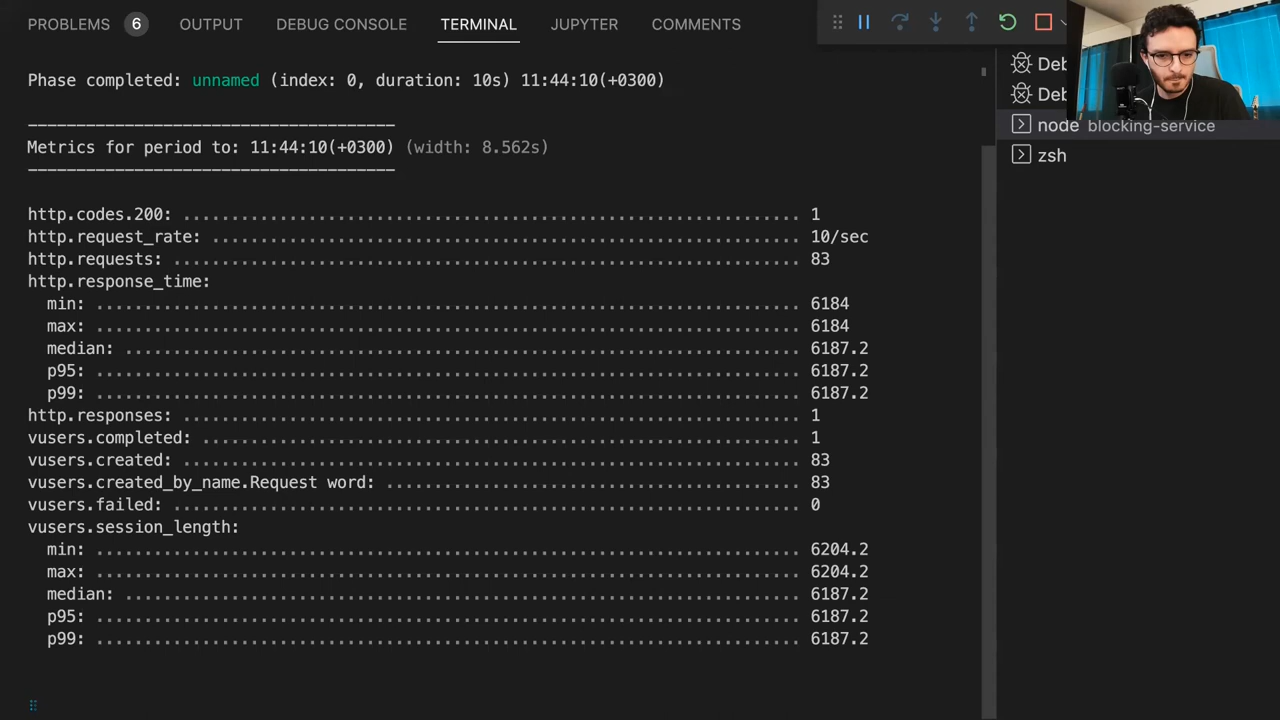 PROBLEMS 6 OUTPUT DEBUG CONSOLE TERMINAL JUPYTER COMMENTS
Phase completed: unnamed (index: 0, duration: 10s) 11:44:10(+0300)
--------------------------------------
Metrics for period to: 11:44:10(+0300) (width: 8.562s)
--------------------------------------
http.codes.200: ................................................................ 1
http.request_rate: ............................................................. 10/sec
http.requests: .................................................................. 83
http.response_time:
min: ......................................................................... 6184
max: ......................................................................... 6184
median: ...................................................................... 6187.2
p95: ......................................................................... 6187.2
p99: ......................................................................... 6187.2
http.responses: ................................................................. 1
vusers.completed: .............................................................. 1
vusers.created: ................................................................. 83
vusers.created_by_name.Request word: ........................................... 83
vusers.failed: .................................................................. 0
vusers.session_length:
min: ......................................................................... 6204.2
max: ......................................................................... 6204.2
median: ...................................................................... 6187.2
p95: ......................................................................... 6187.2
p99: ......................................................................... 6187.2
Deb
Deb
node blocking-service
zsh